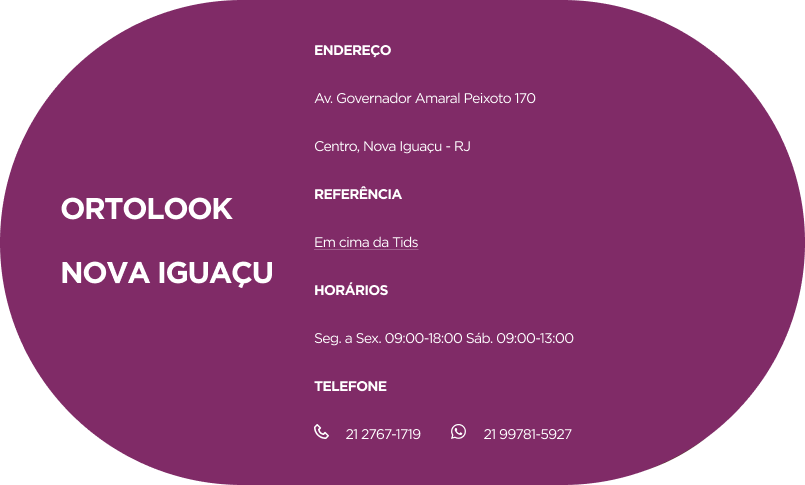 ORTOLOOK
NOVA IGUAÇU
ENDEREÇO
Av. Governador Amaral Peixoto 170
Centro, Nova Iguaçu - RJ
REFERÊNCIA
Em cima da Tids
HORÁRIOS
Seg. a Sex. 09:00-18:00 Sáb. 09:00-13:00
TELEFONE
21 2767-1719 21 99781-5927